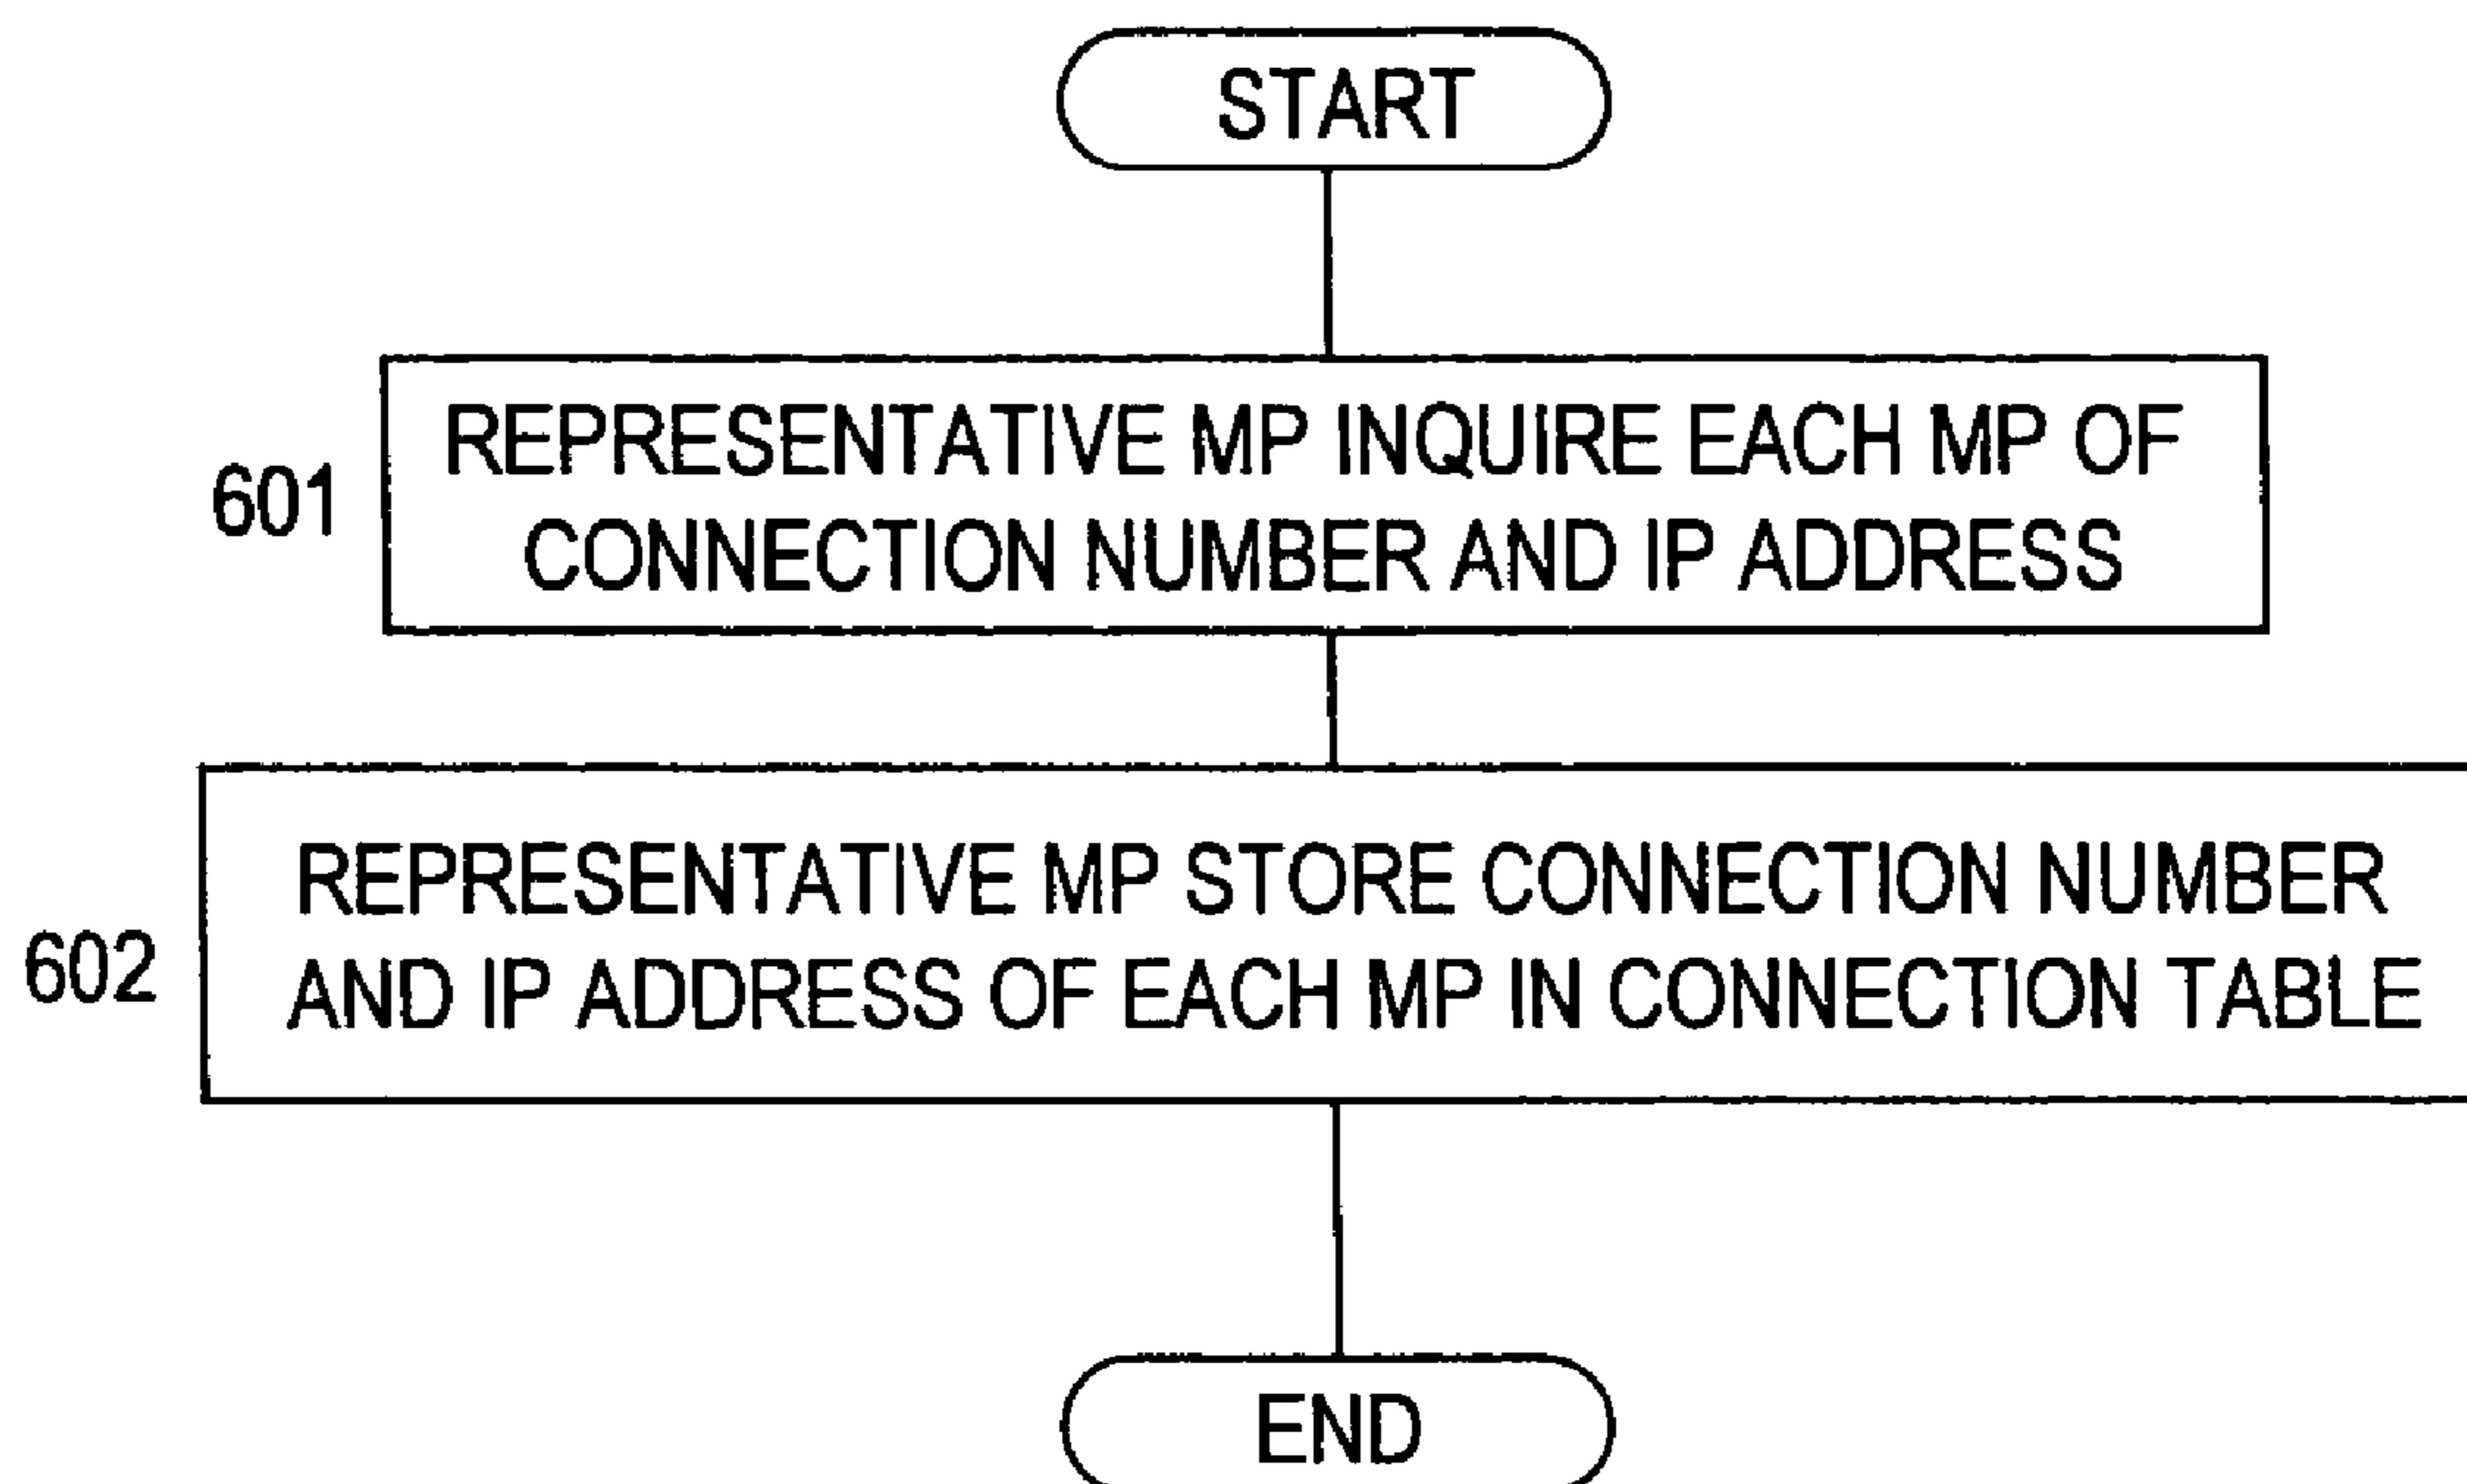 START
601
REPRESENTATIVE MP INQUIRE EACH MP OF
CONNECTION NUMBER AND IP ADDRESS
602
REPRESENTATIVE MP STORE CONNECTION NUMBER
AND IP ADDRESS OF EACH MP IN CONNECTION TABLE
END